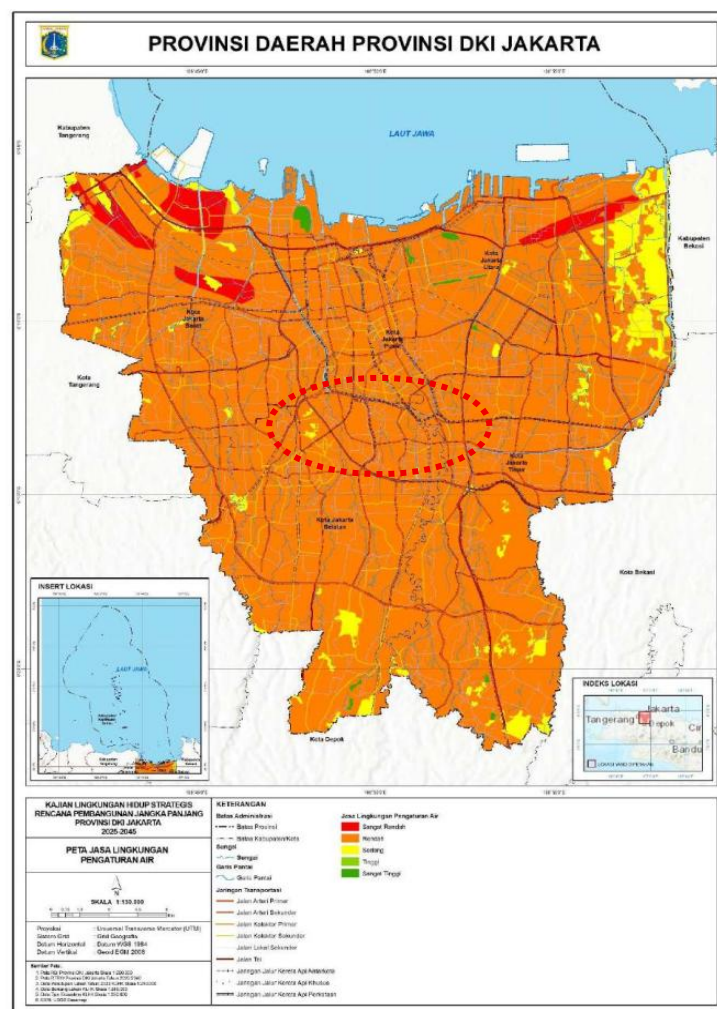 PROVINSI DAERAH PROVINSI DKI JAKARTA
Kabupaten
Tangerang
LAUT JAWA
Kabupaten
Bekasi
Kota
Jakarta
Utara
Kota
Jakarta
Barat
Kota
Jakarta
Pusat
Kota
Tangerang
Kota
Jakarta
Timur
Kota Jakarta
Selatan
Kota Bekasi
Kota Depok
INSERT LOKASI
LAUT JAWA
INDEKS LOKASI
Jakarta
Tangerang
Depok
Bandu
KAJIAN LINGKUNGAN HIDUP STRATEGIS
RENCANA PEMBANGUNAN JANGKA PANJANG
PROVINSI DKI JAKARTA
2025-2045
PETA JASA LINGKUNGAN
PENGATURAN AIR
N
SKALA 1:130.000
Proyeksi : Universal Transverse Mercator (UTM)
Sistem Grid : Grid Geografis
Datum Horizontal : Datum WGS 1984
Datum Vertikal : Geoid EGM 2008
Sumber Peta:
KETERANGAN
Batas Administrasi
Batas Provinsi
Batas Kabupaten/Kota
Sungai
Sungai
Garis Pantai
Garis Pantai
Jaringan Transportasi
Jalan Arteri Primer
Jalan Arteri Sekunder
Jalan Kolektor Primer
Jalan Kolektor Sekunder
Jalan Lokal Sekunder
Jalan Tol
Jaringan Jalur Kereta Api Antarkota
Jaringan Jalur Kereta Api Khusus
Jaringan Jalur Kereta Api Perkotaan
Jasa Lingkungan Pengaturan Air
Sangat Rendah
Rendah
Sedang
Tinggi
Sangat Tinggi